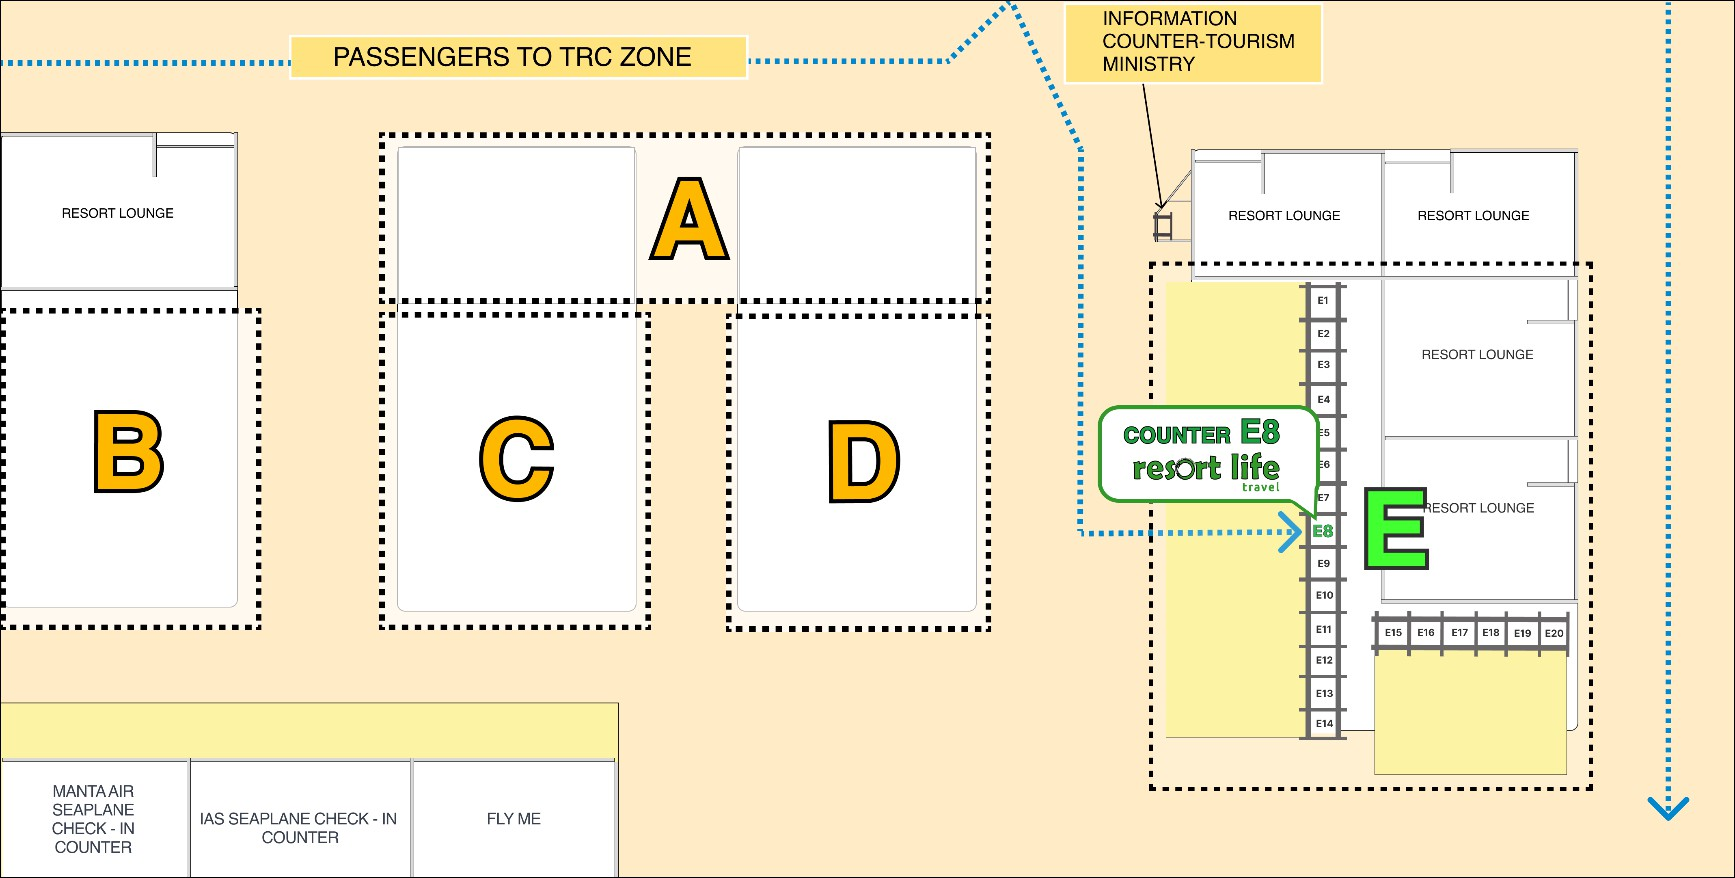 PASSENGERS TO TRC ZONE
INFORMATION
COUNTER-TOURISM
MINISTRY
RESORT LOUNGE
A
RESORT LOUNGE
RESORT LOUNGE
B
C
D
E1
E2
E3
E4
E5
E6
E7
E8
E9
E10
E11
E12
E13
E14
RESORT LOUNGE
COUNTER E8
resort life
travel
RESORT LOUNGE
E
E15
E16
E17
E18
E19
E20
MANTA AIR
SEAPLANE
CHECK - IN
COUNTER
IAS SEAPLANE CHECK - IN
COUNTER
FLY ME